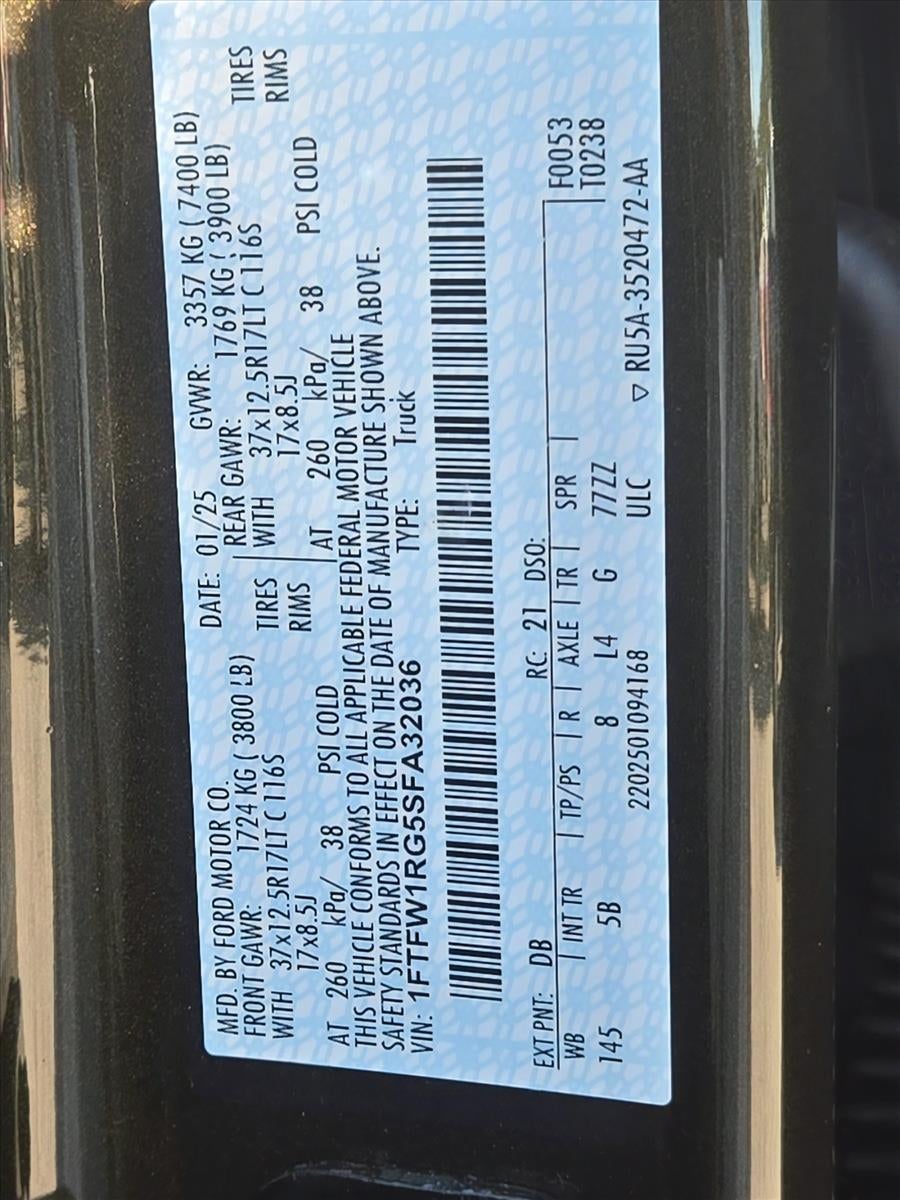 MFD. BY FORD MOTOR CO. DATE: 01/25 GVWR: 3357 KG ( 7400 LB)
FRONT GAWR: 1724 KG ( 3800 LB) REAR GAWR: 1769 KG ( 3900 LB)
WITH 37x12.5R17LT C 116S TIRES WITH 37x12.5R17LT C 116S TIRES
17x8.5J RIMS 17x8.5J RIMS
AT 260 kPa/ 38 PSI COLD AT 260 kPa/ 38 PSI COLD
THIS VEHICLE CONFORMS TO ALL APPLICABLE FEDERAL MOTOR VEHICLE
SAFETY STANDARDS IN EFFECT ON THE DATE OF MANUFACTURE SHOWN ABOVE.
VIN: 1FTFW1RG5SFA32036 TYPE: Truck
EXT PNT: DB RC: 21 DSO: F0053
WB | INT TR | TP/PS | R | AXLE | TR | SPR | T0238
145 5B 8 L4 G 77ZZ
2202501094168 ULC ▽ RU5A-3520472-AA